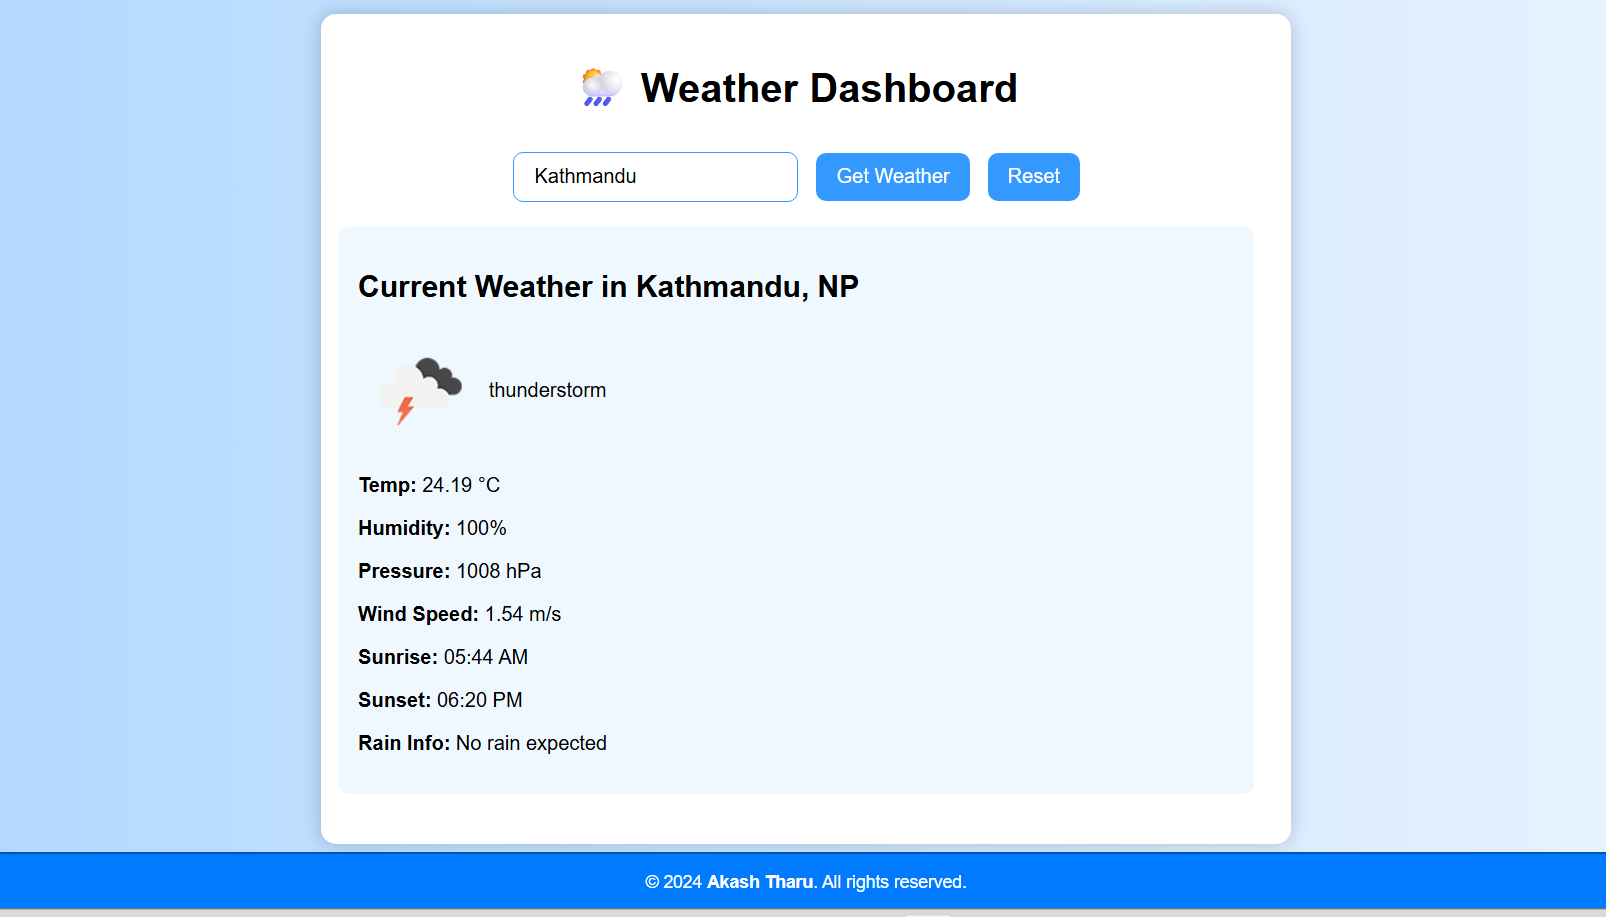 Weather Dashboard
Kathmandu Get Weather Reset
Current Weather in Kathmandu, NP
thunderstorm
Temp: 24.19 °C
Humidity: 100%
Pressure: 1008 hPa
Wind Speed: 1.54 m/s
Sunrise: 05:44 AM
Sunset: 06:20 PM
Rain Info: No rain expected
© 2024 Akash Tharu. All rights reserved.